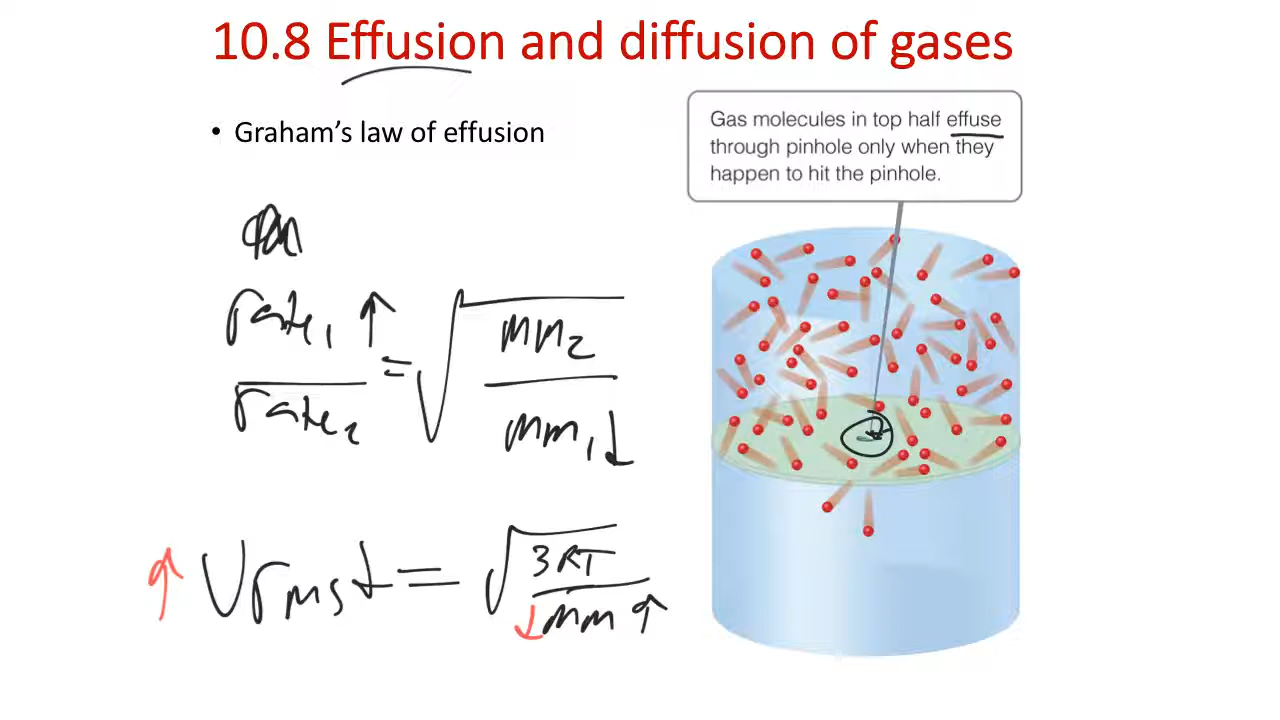 10.8 Effusion and diffusion of gases
• Graham's law of effusion
Gas molecules in top half effuse
through pinhole only when they
happen to hit the pinhole.
rate₁ ↑
rate₂
=
√
MM₂
MM₁ ↓
↑ Urms ↓ = √
3RT
↓ MM ↑